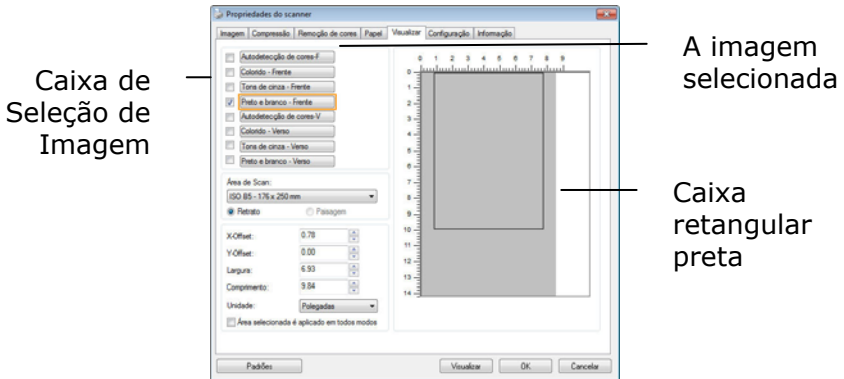 Propriedades do scanner
Imagem Compressão Remoção de cores Papel Visualizar Configuração Informação
Autodetecção de cores-F
Colorido - Frente
Tons de cinza - Frente
Preto e branco - Frente
Autodetecção de cores-V
Colorido - Verso
Tons de cinza - Verso
Preto e branco - Verso
Área de Scan:
ISO B5 - 176 x 250 mm
Retrato Paisagem
X-Offset: 0.78
Y-Offset: 0.00
Largura: 6.93
Comprimento: 9.84
Unidade: Polegadas
Área selecionada é aplicado em todos modos
0 1 2 3 4 5 6 7 8 9
0
1
2
3
4
5
6
7
8
9
10
11
12
13
14
Padrões Visualizar OK Cancelar
Caixa de
Seleção de
Imagem
A imagem
selecionada
Caixa
retangular
preta